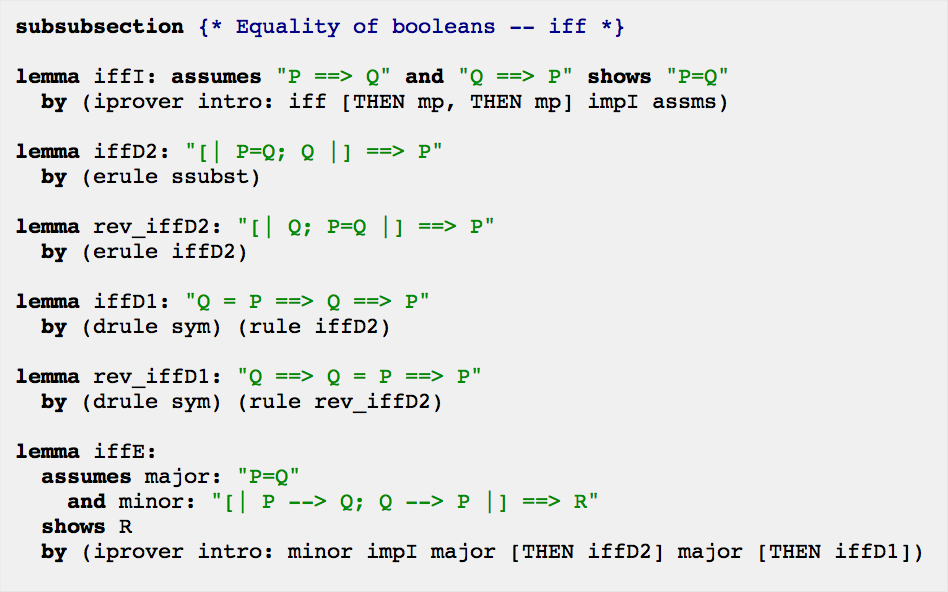 subsubsection {* Equality of booleans -- iff *}
lemma iffI: assumes "P ==> Q" and "Q ==> P" shows "P=Q"
by (iprover intro: iff [THEN mp, THEN mp] impI assms)
lemma iffD2: "[| P=Q; Q |] ==> P"
by (erule ssubst)
lemma rev_iffD2: "[| Q; P=Q |] ==> P"
by (erule iffD2)
lemma iffD1: "Q = P ==> Q ==> P"
by (drule sym) (rule iffD2)
lemma rev_iffD1: "Q ==> Q = P ==> P"
by (drule sym) (rule rev_iffD2)
lemma iffE:
assumes major: "P=Q"
and minor: "[| P --> Q; Q --> P |] ==> R"
shows R
by (iprover intro: minor impI major [THEN iffD2] major [THEN iffD1])